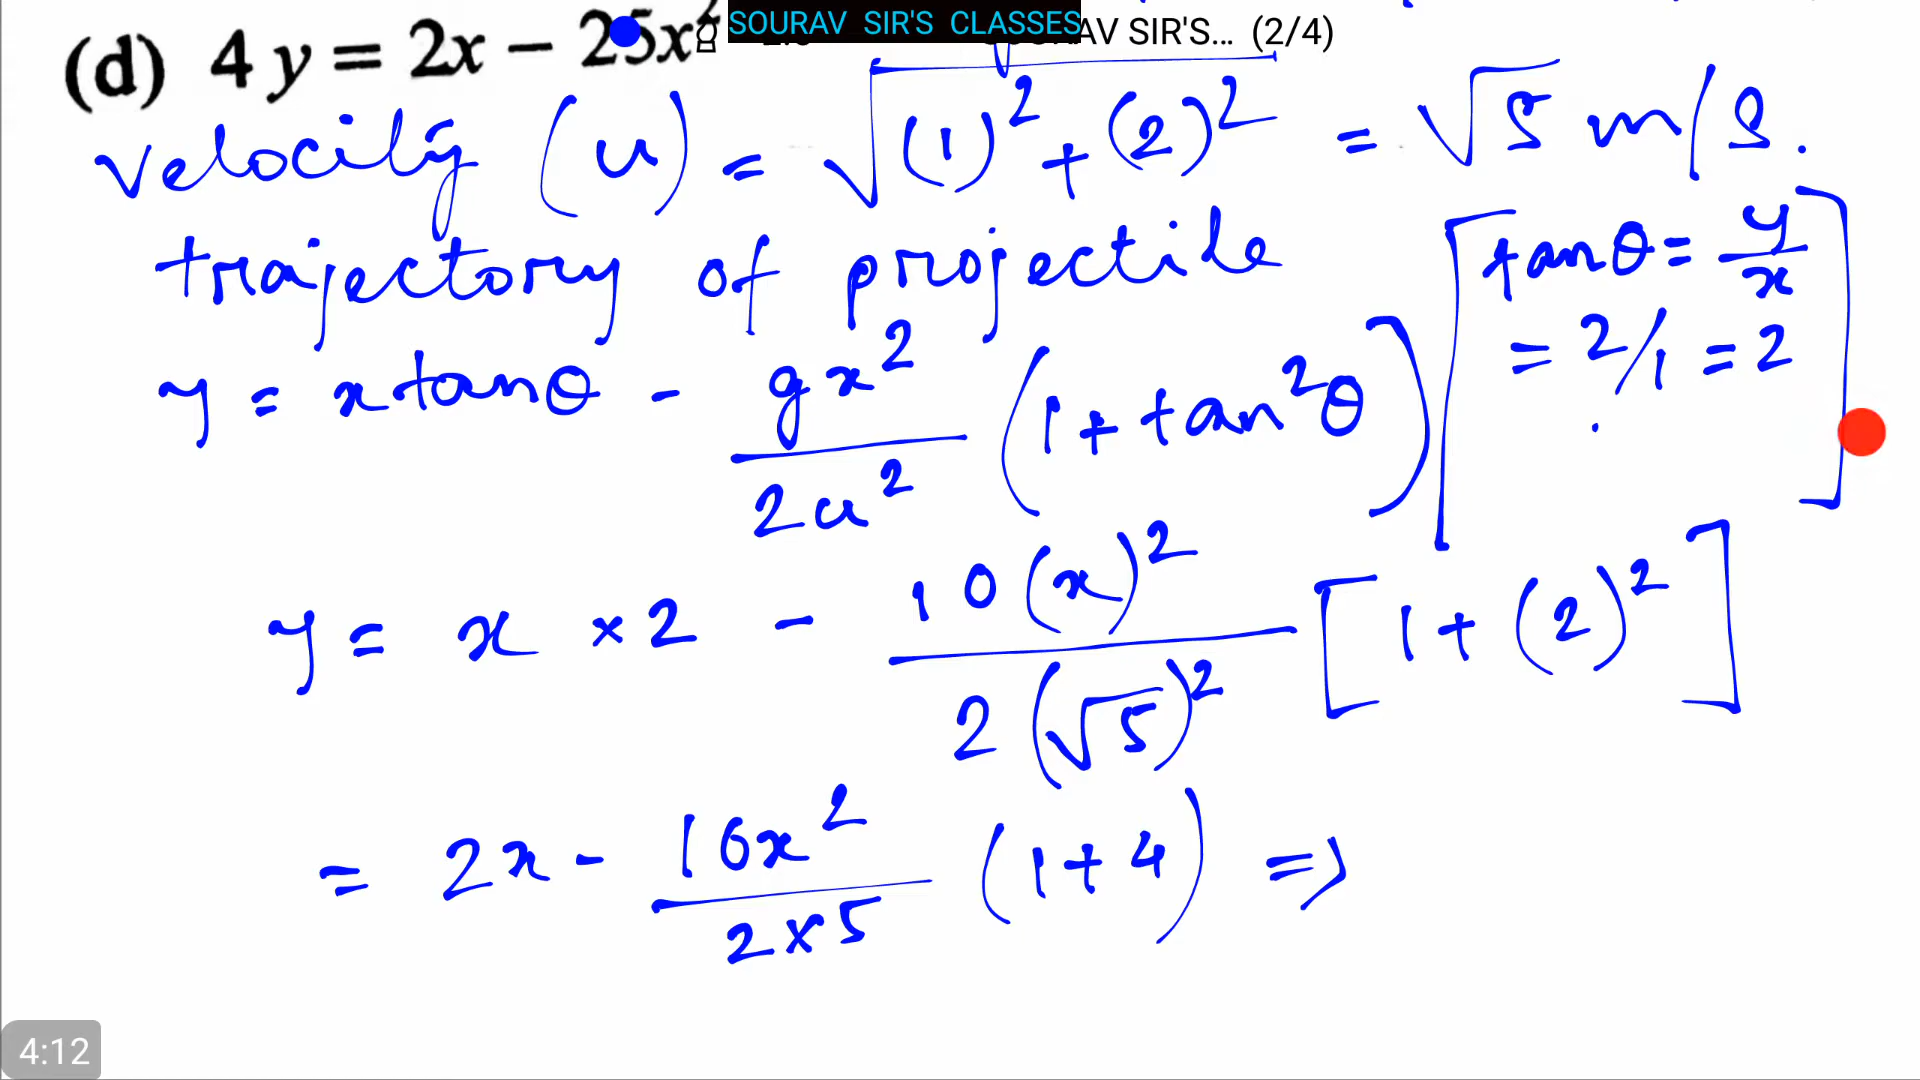 (d) 4y = 2x − 25x²
SOURAV SIR'S CLASSES
AV SIR'S... (2/4)
velocity (u) = √(1)² + (2)² = √5 m/s.
trajectory of projectile
[tanθ = y/x
= 2/1 = 2]
y = x tanθ - gx²/2u² (1 + tan²θ)
y = x × 2 - 10(x)²/2(√5)² [1 + (2)²]
= 2x - 10x²/2×5 (1 + 4) ⇒
4:12